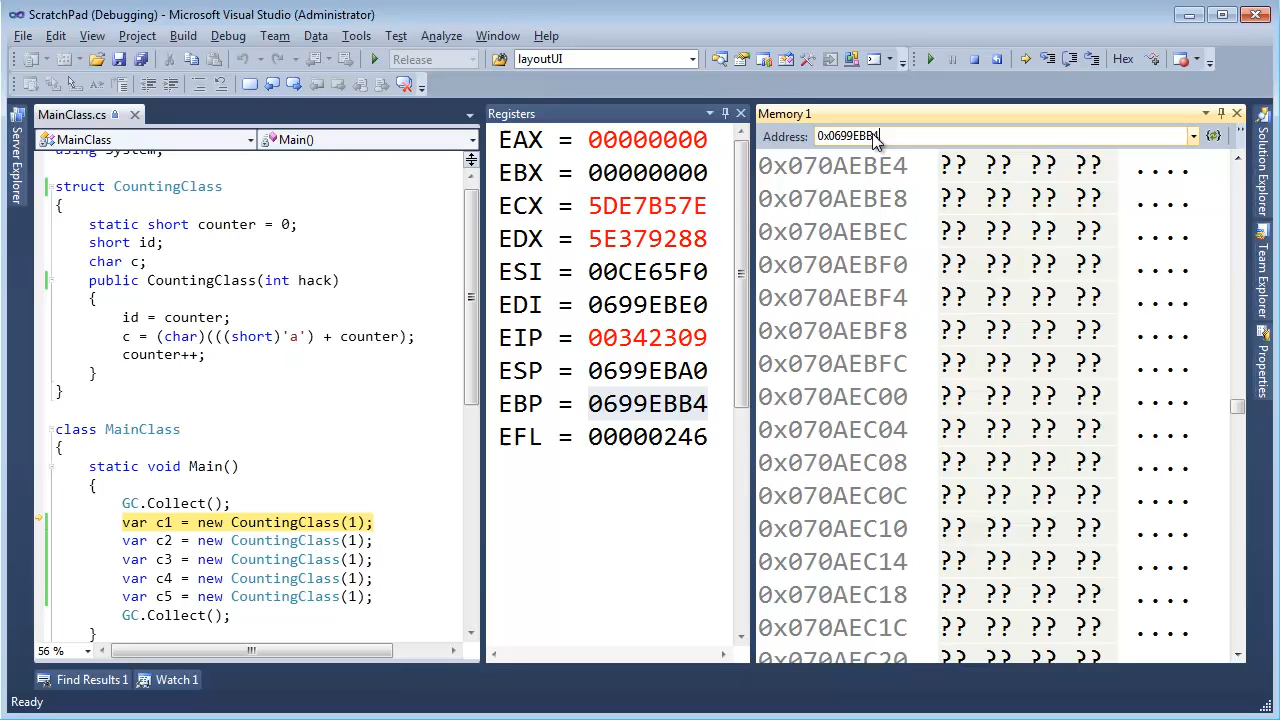 ScratchPad (Debugging) - Microsoft Visual Studio (Administrator)
File Edit View Project Build Debug Team Data Tools Test Analyze Window Help
Release layoutUI Hex
MainClass.cs
MainClass Main()
using System;
struct CountingClass
{
static short counter = 0;
short id;
char c;
public CountingClass(int hack)
{
id = counter;
c = (char)(((short)'a') + counter);
counter++;
}
}
class MainClass
{
static void Main()
{
GC.Collect();
var c1 = new CountingClass(1);
var c2 = new CountingClass(1);
var c3 = new CountingClass(1);
var c4 = new CountingClass(1);
var c5 = new CountingClass(1);
GC.Collect();
}
56 %
Registers
EAX = 00000000
EBX = 00000000
ECX = 5DE7B57E
EDX = 5E379288
ESI = 00CE65F0
EDI = 0699EBE0
EIP = 00342309
ESP = 0699EBA0
EBP = 0699EBB4
EFL = 00000246
Memory 1
Address: 0x0699EBB4
0x070AEBE4 ?? ?? ?? ?? ....
0x070AEBE8 ?? ?? ?? ?? ....
0x070AEBEC ?? ?? ?? ?? ....
0x070AEBF0 ?? ?? ?? ?? ....
0x070AEBF4 ?? ?? ?? ?? ....
0x070AEBF8 ?? ?? ?? ?? ....
0x070AEBFC ?? ?? ?? ?? ....
0x070AEC00 ?? ?? ?? ?? ....
0x070AEC04 ?? ?? ?? ?? ....
0x070AEC08 ?? ?? ?? ?? ....
0x070AEC0C ?? ?? ?? ?? ....
0x070AEC10 ?? ?? ?? ?? ....
0x070AEC14 ?? ?? ?? ?? ....
0x070AEC18 ?? ?? ?? ?? ....
0x070AEC1C ?? ?? ?? ?? ....
0x070AEC20 ?? ?? ?? ?? ....
Server Explorer
Solution Explorer
Team Explorer
Properties
Find Results 1 Watch 1
Ready